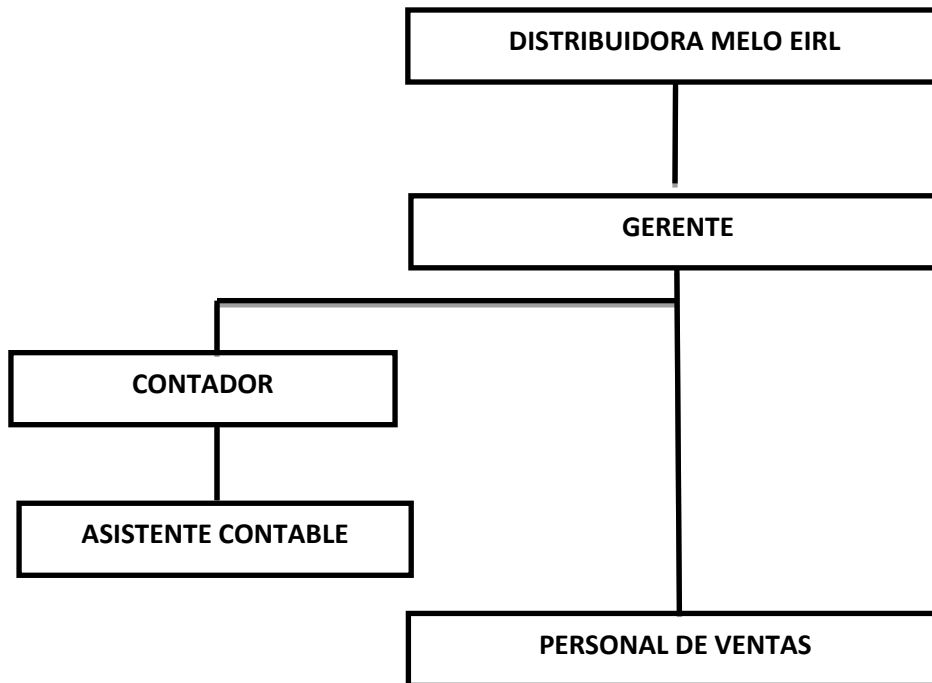 DISTRIBUIDORA MELO EIRL
GERENTE
CONTADOR
ASISTENTE CONTABLE
PERSONAL DE VENTAS